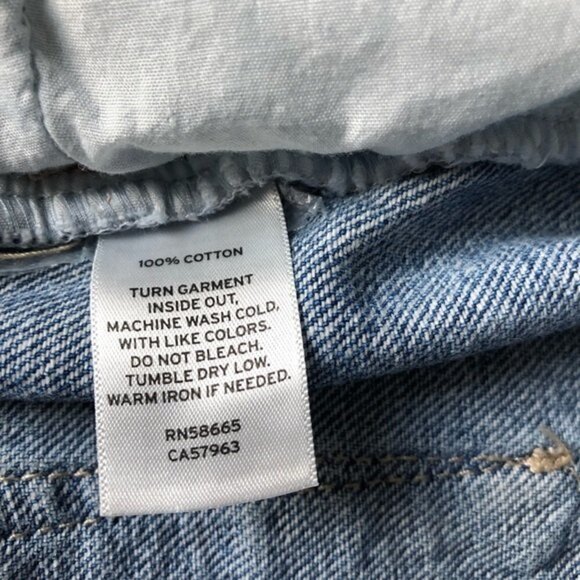 100% COTTON
TURN GARMENT
INSIDE OUT,
MACHINE WASH COLD,
WITH LIKE COLORS.
DO NOT BLEACH.
TUMBLE DRY LOW.
WARM IRON IF NEEDED.
RN58665
CA57963